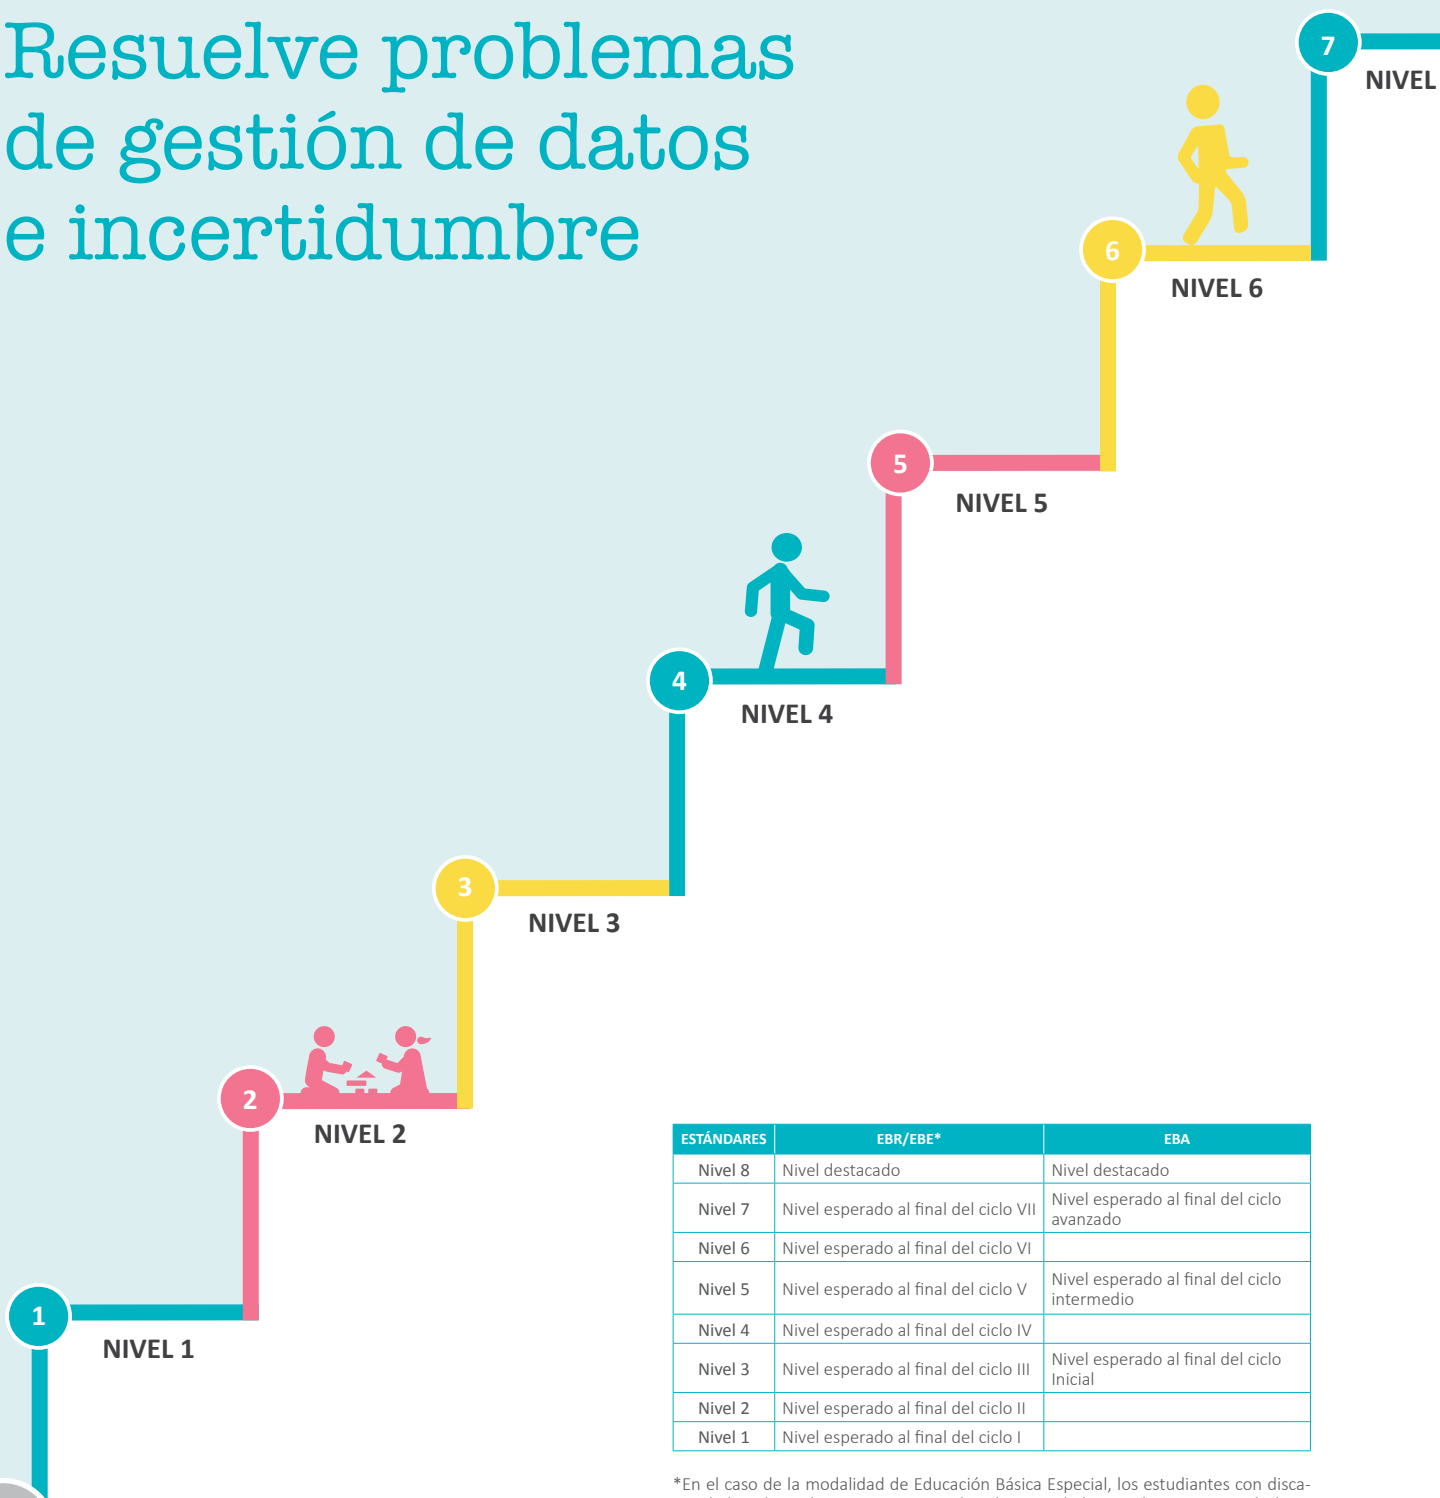 Resuelve problemas
de gestión de datos
e incertidumbre
7
NIVEL
6
NIVEL 6
5
NIVEL 5
4
NIVEL 4
3
NIVEL 3
2
NIVEL 2
1
NIVEL 1
ESTÁNDARES EBR/EBE* EBA
Nivel 8 Nivel destacado Nivel destacado
Nivel 7 Nivel esperado al final del ciclo VII Nivel esperado al final del ciclo
avanzado
Nivel 6 Nivel esperado al final del ciclo VI
Nivel 5 Nivel esperado al final del ciclo V Nivel esperado al final del ciclo
intermedio
Nivel 4 Nivel esperado al final del ciclo IV
Nivel 3 Nivel esperado al final del ciclo III Nivel esperado al final del ciclo
Inicial
Nivel 2 Nivel esperado al final del ciclo II
Nivel 1 Nivel esperado al final del ciclo I
*En el caso de la modalidad de Educación Básica Especial, los estudiantes con disca-